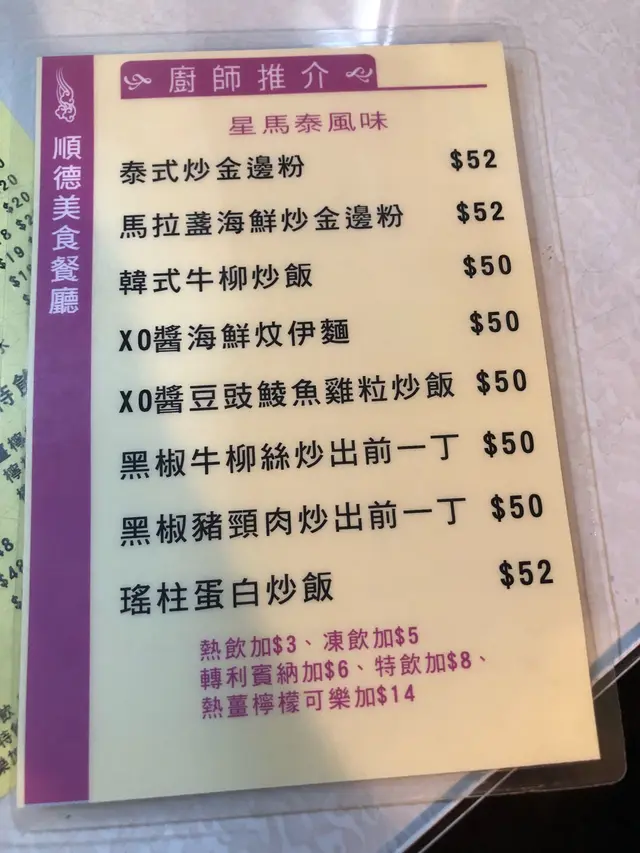 廚師推介
順德美食餐廳
星馬泰風味
泰式炒金邊粉 $52
馬拉盞海鮮炒金邊粉 $52
韓式牛柳炒飯 $50
XO醬海鮮炆伊麵 $50
XO醬豆豉鯪魚雞粒炒飯 $50
黑椒牛柳絲炒出前一丁 $50
黑椒豬頸肉炒出前一丁 $50
瑤柱蛋白炒飯 $52
熱飲加$3、凍飲加$5
轉利賓納加$6、特飲加$8、
熱薑檸檬可樂加$14